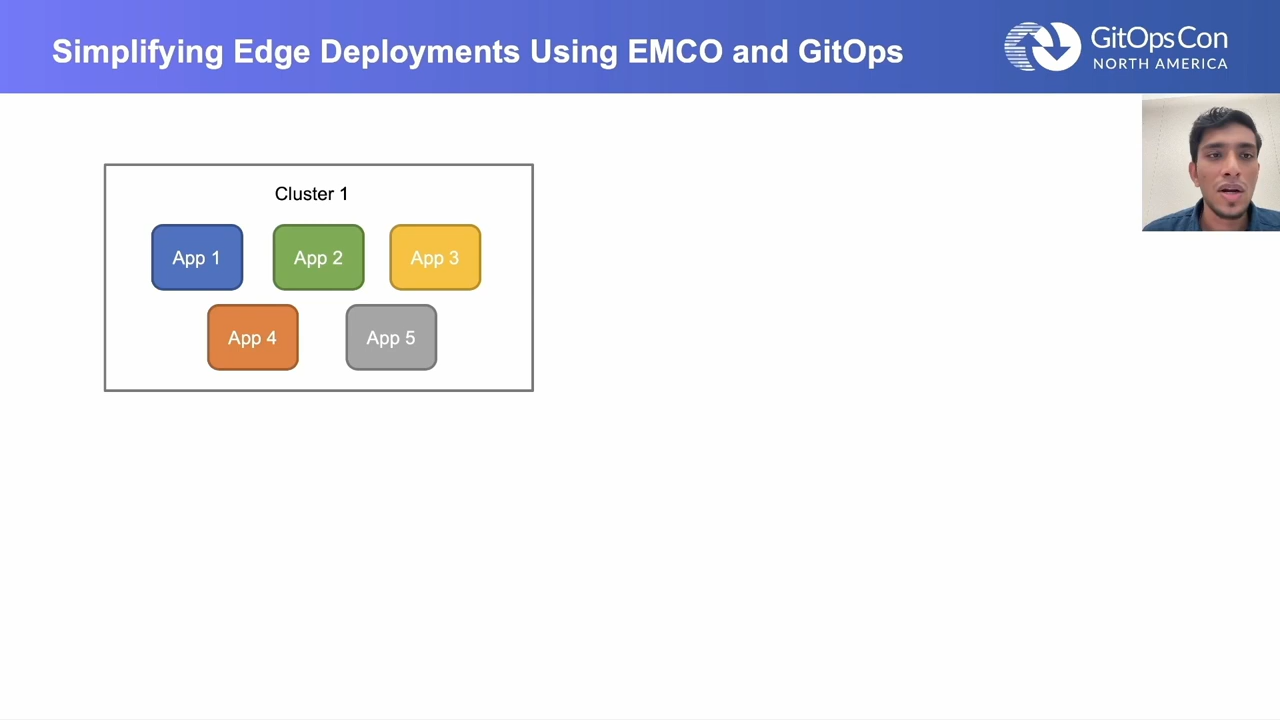 Simplifying Edge Deployments Using EMCO and GitOps
GitOpsCon
NORTH AMERICA
Cluster 1
App 1
App 2
App 3
App 4
App 5